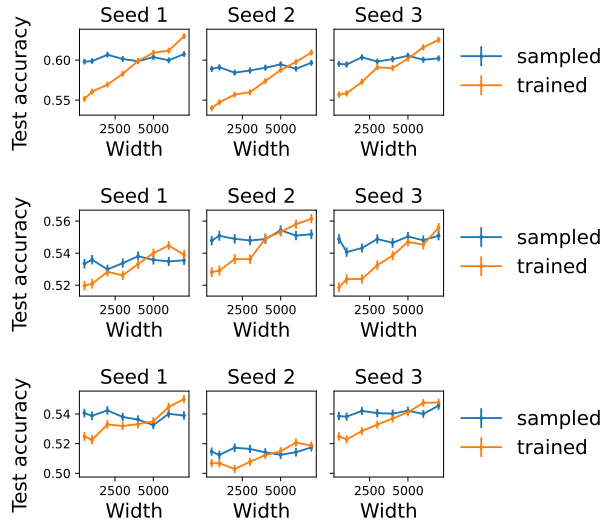 Seed 1 Seed 2 Seed 3
Test accuracy
0.60
0.55
sampled
trained
2500 5000 2500 5000 2500 5000
Width Width Width
Seed 1 Seed 2 Seed 3
Test accuracy
0.56
0.54
0.52
sampled
trained
2500 5000 2500 5000 2500 5000
Width Width Width
Seed 1 Seed 2 Seed 3
Test accuracy
0.54
0.52
0.50
sampled
trained
2500 5000 2500 5000 2500 5000
Width Width Width